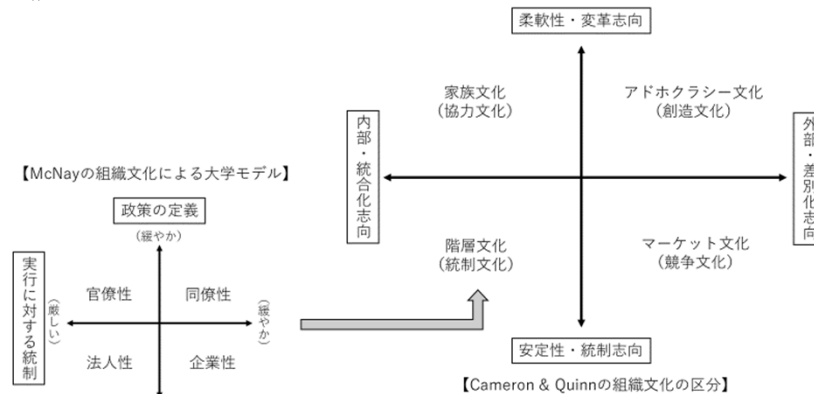 柔軟性・変革志向
家族文化
(協力文化)
アドホクラシー文化
(創造文化)
内部・統合化志向
外部・差別化志向
【McNayの組織文化による大学モデル】
政策の定義
(緩やか)
階層文化
(統制文化)
マーケット文化
(競争文化)
実行に対する統制
(厳しい)
官僚性
同僚性
(緩やか)
法人性
企業性
安定性・統制志向
【Cameron & Quinnの組織文化の区分】